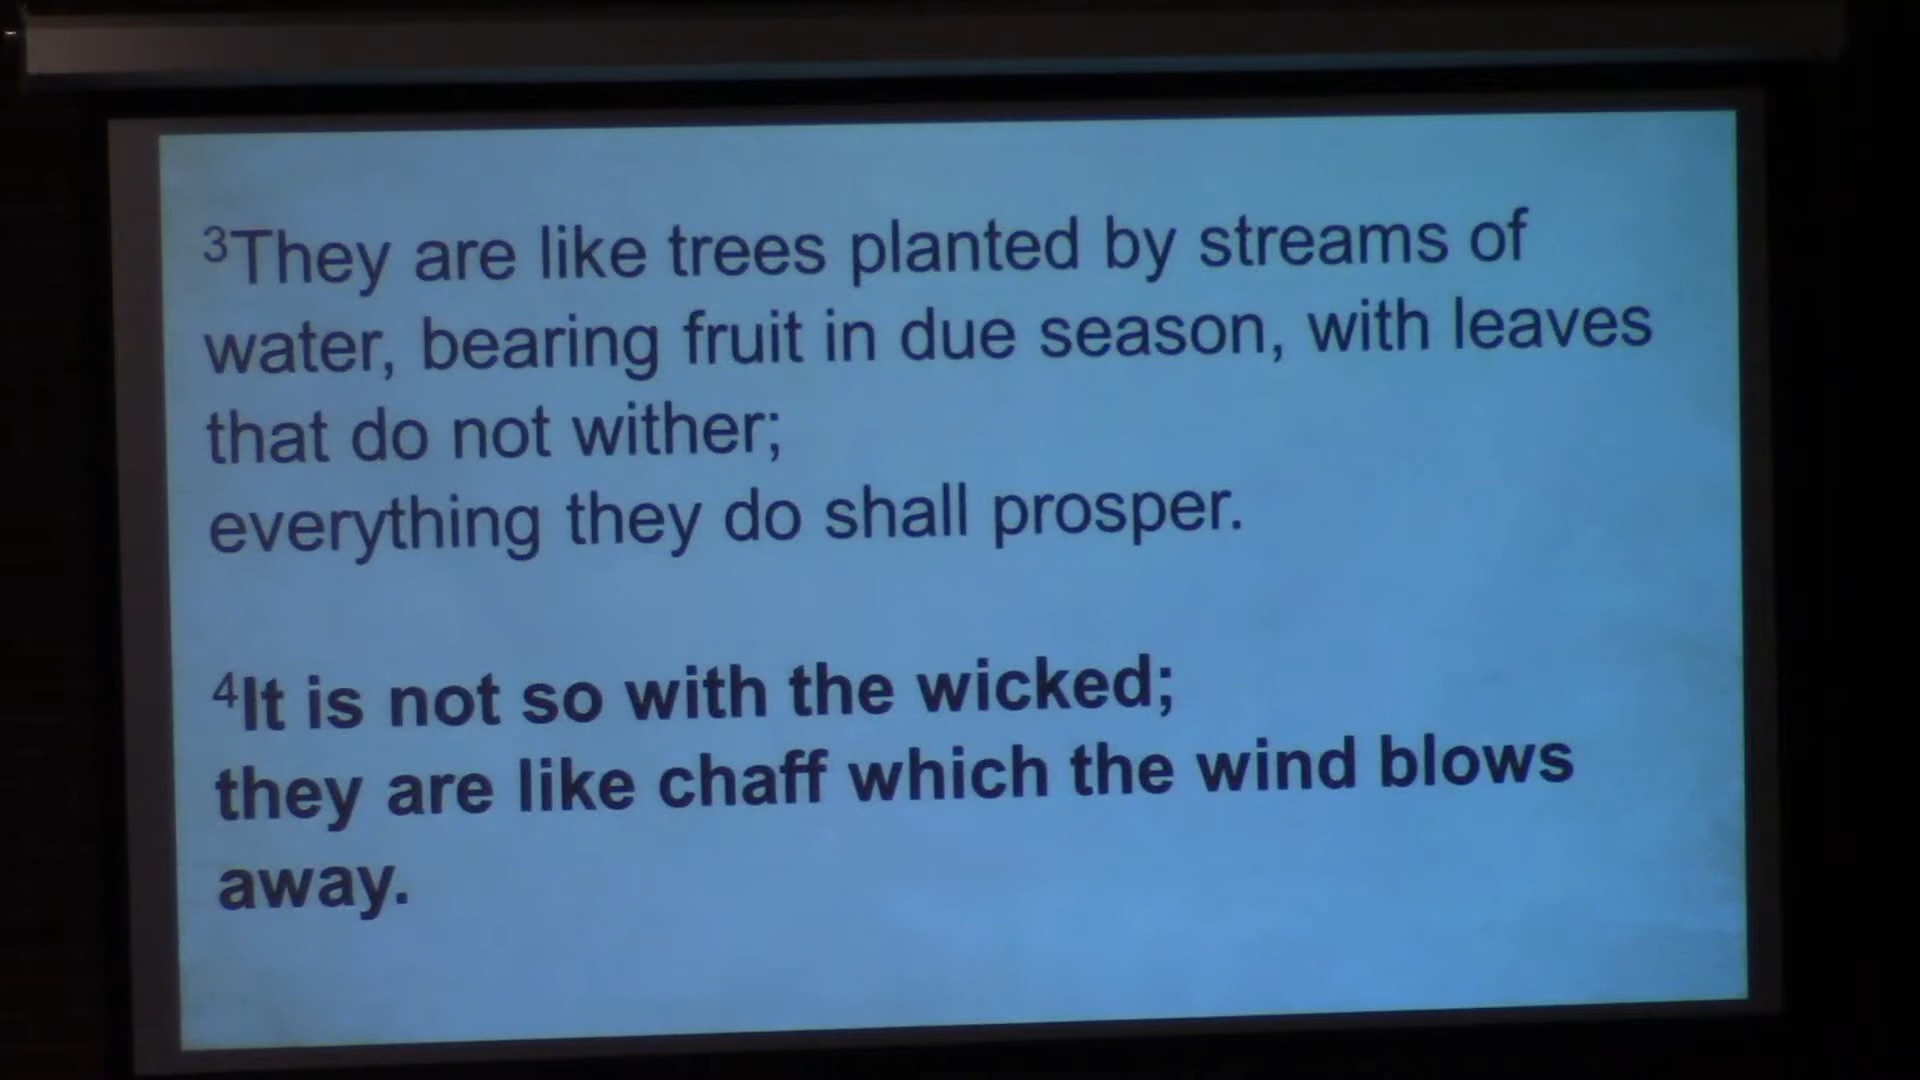 ³They are like trees planted by streams of
water, bearing fruit in due season, with leaves
that do not wither;
everything they do shall prosper.
⁴It is not so with the wicked;
they are like chaff which the wind blows
away.